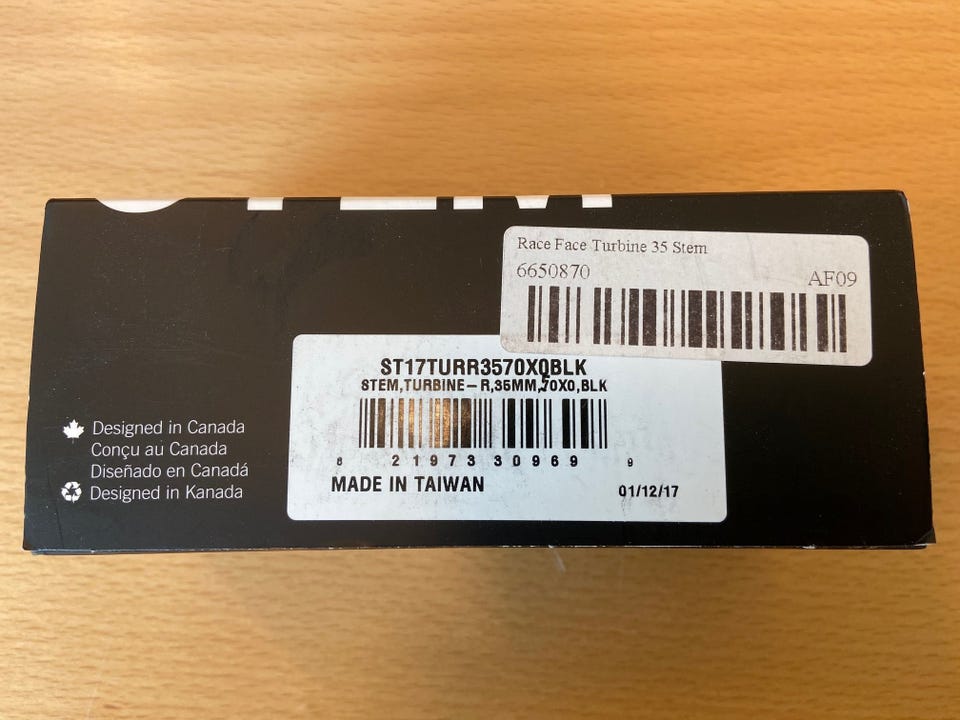 Race Face Turbine 35 Stem
6650870
AF09
ST17TURR3570X0BLK
STEM,TURBINE-R,35MM,70X0,BLK
8 21973 30969 9
MADE IN TAIWAN
01/12/17
Designed in Canada
Conçu au Canada
Diseñado en Canadá
Designed in Kanada